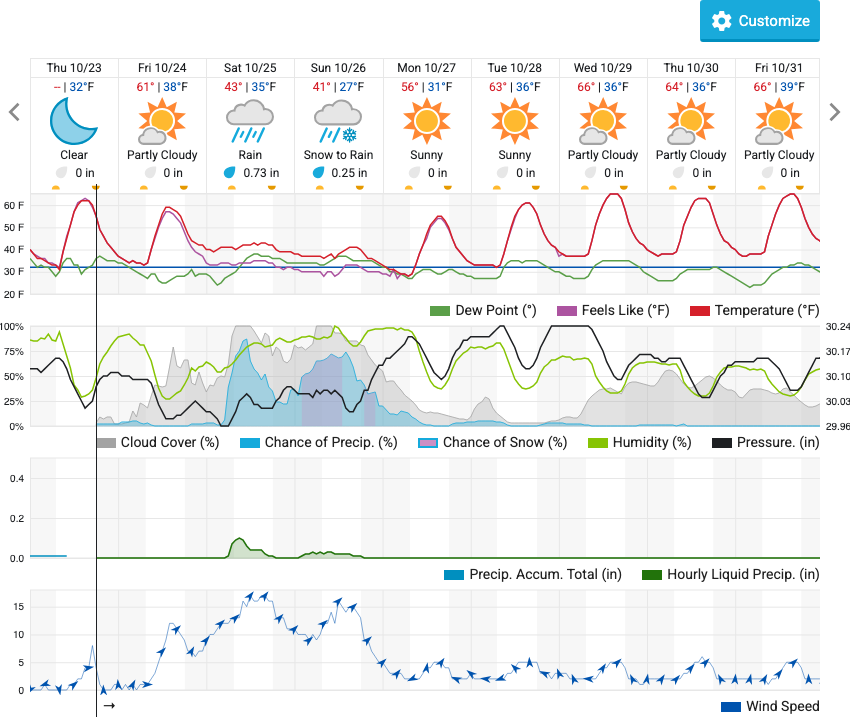 Customize
Thu 10/23 Fri 10/24 Sat 10/25 Sun 10/26 Mon 10/27 Tue 10/28 Wed 10/29 Thu 10/30 Fri 10/31
-- | 32°F 61° | 38°F 43° | 35°F 41° | 27°F 56° | 31°F 63° | 36°F 66° | 36°F 64° | 36°F 66° | 39°F
Clear Partly Cloudy Rain Snow to Rain Sunny Sunny Partly Cloudy Partly Cloudy Partly Cloudy
0 in 0 in 0.73 in 0.25 in 0 in 0 in 0 in 0 in 0 in
60 F
50 F
40 F
30 F
20 F
Dew Point (°) Feels Like (°F) Temperature (°F)
100% 30.24
75% 30.17
50% 30.10
25% 30.03
0% 29.96
Cloud Cover (%) Chance of Precip. (%) Chance of Snow (%) Humidity (%) Pressure. (in)
0.4
0.2
0.0
Precip. Accum. Total (in) Hourly Liquid Precip. (in)
15
10
5
0
Wind Speed